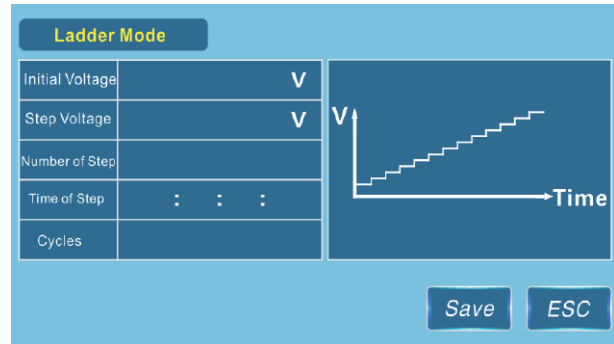 Ladder Mode
Initial Voltage V
Step Voltage V
Number of Step
Time of Step : : :
Cycles
V
Time
Save ESC